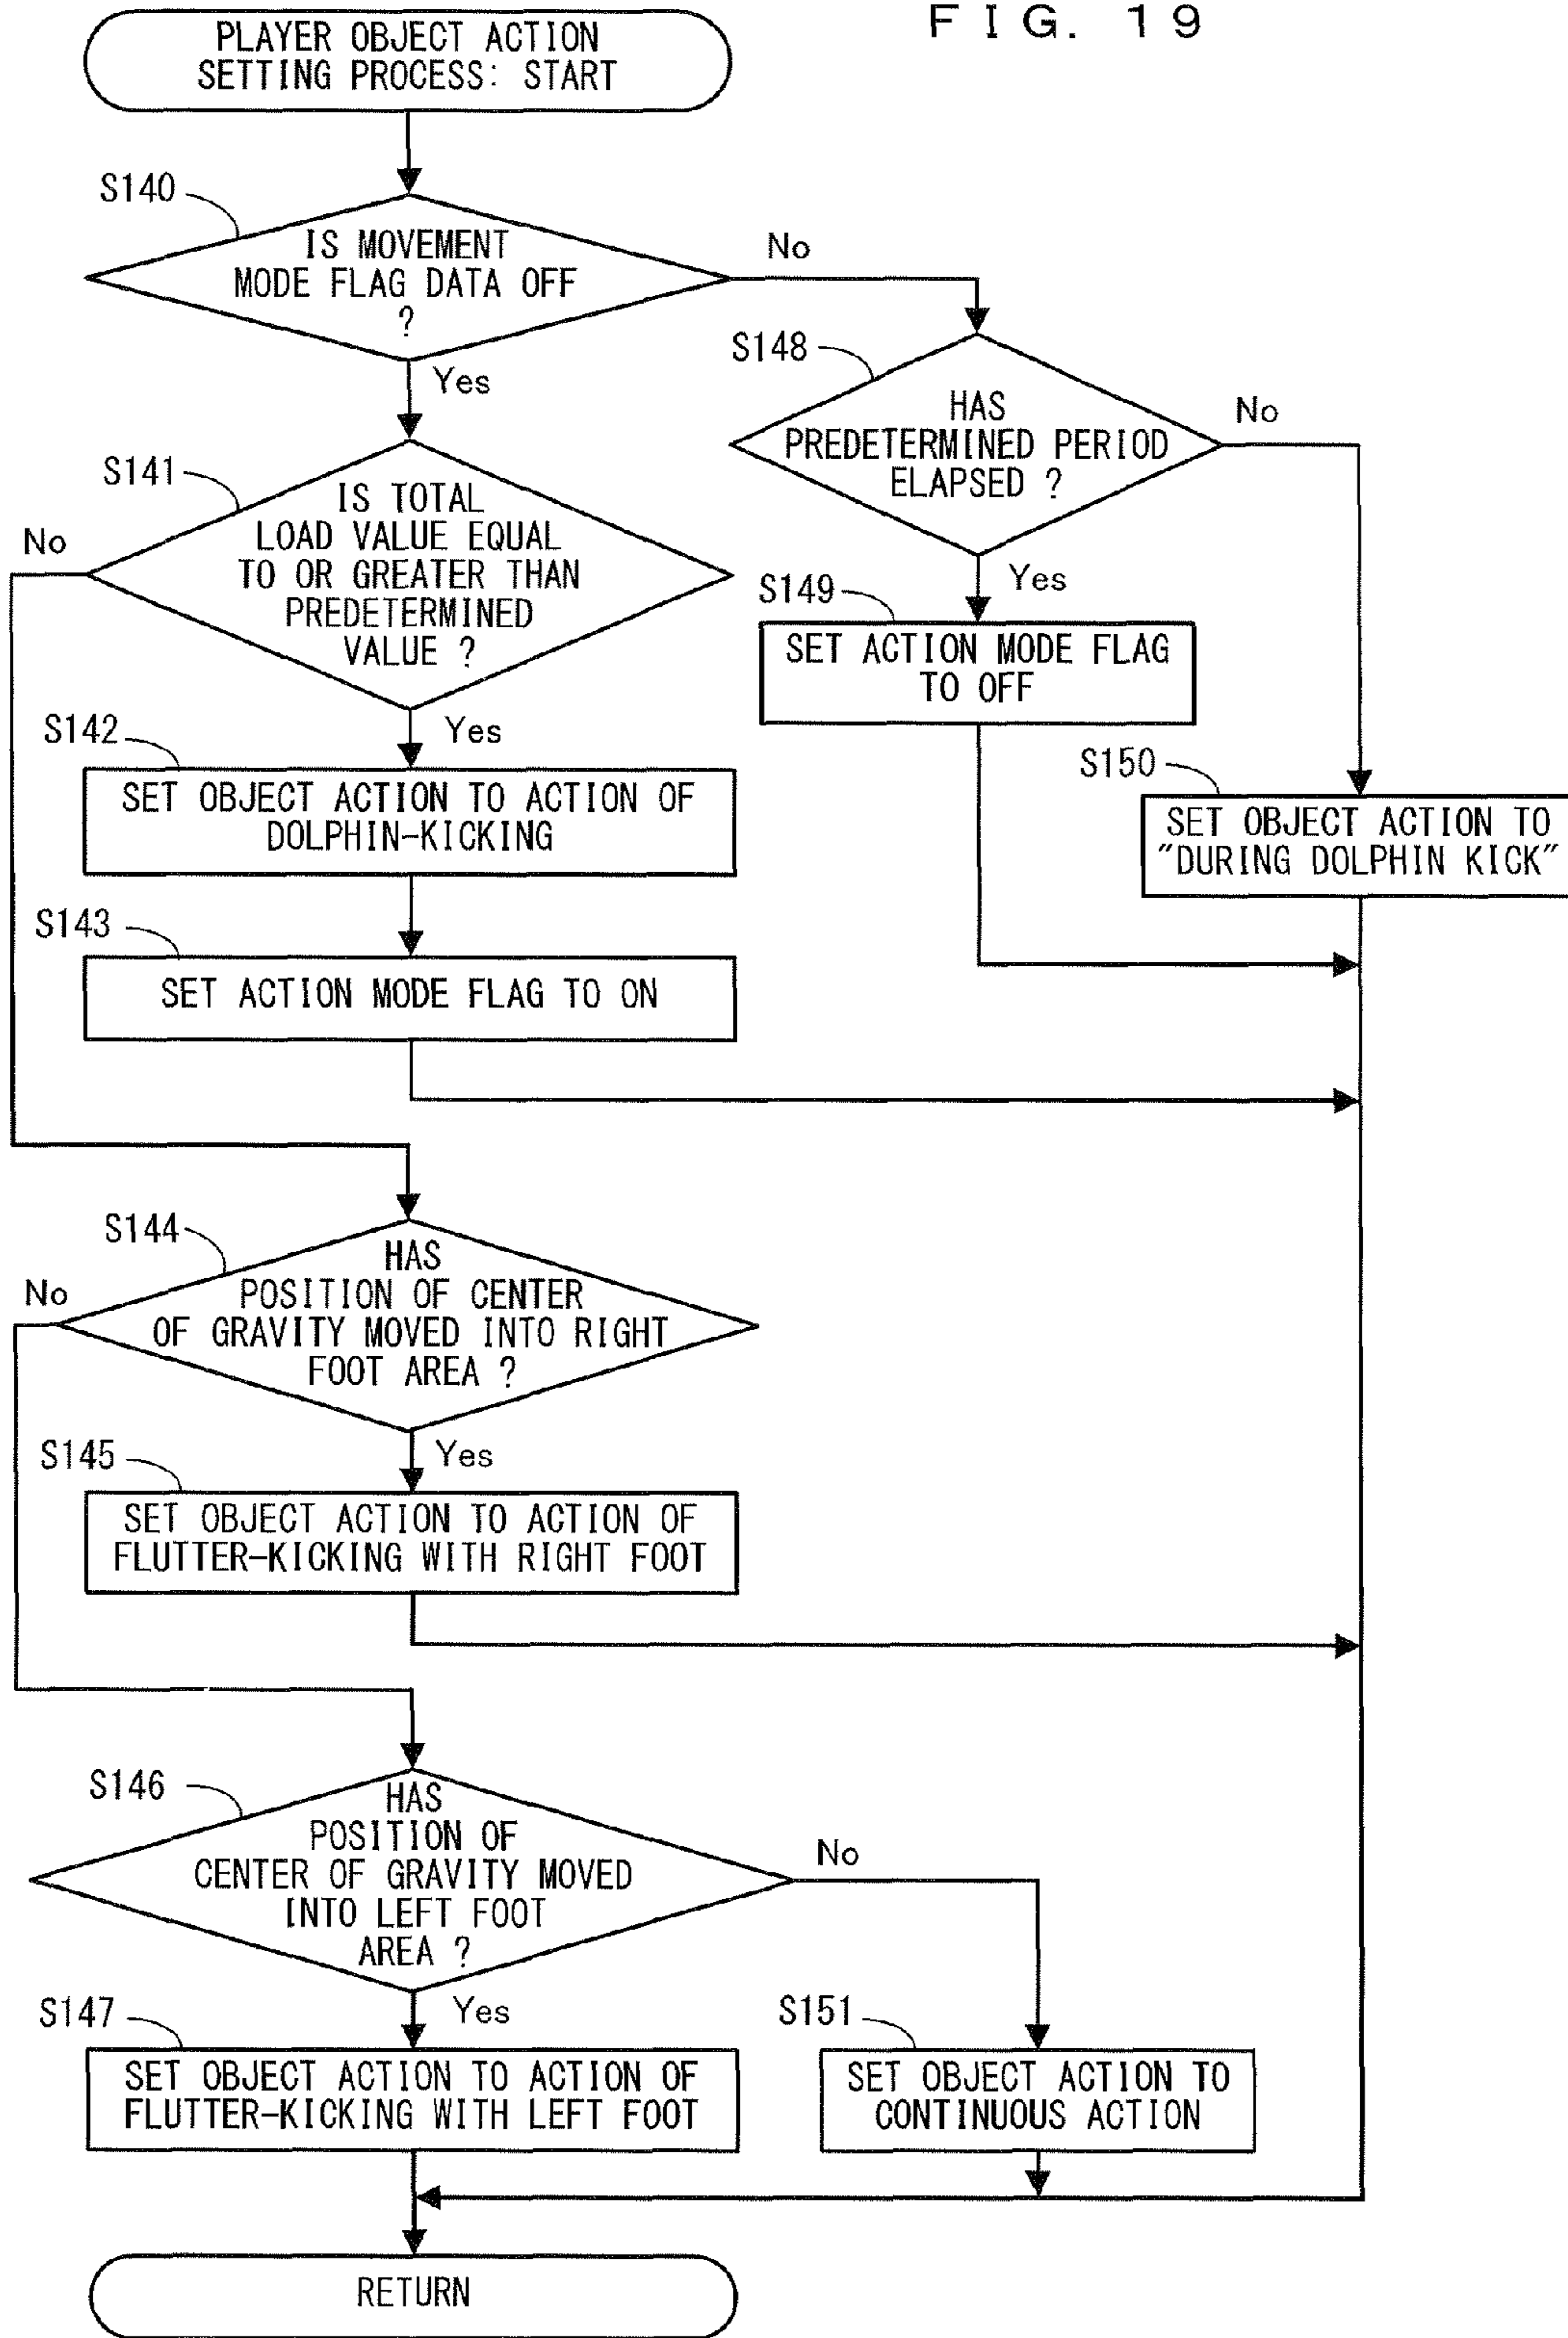 FIG. 19
PLAYER OBJECT ACTION
SETTING PROCESS: START
S140
IS MOVEMENT
MODE FLAG DATA OFF
?
No
Yes
S148
HAS
PREDETERMINED PERIOD
ELAPSED ?
No
Yes
S141
IS TOTAL
LOAD VALUE EQUAL
TO OR GREATER THAN
PREDETERMINED
VALUE ?
No
Yes
S149
SET ACTION MODE FLAG
TO OFF
S142
SET OBJECT ACTION TO ACTION OF
DOLPHIN-KICKING
S150
SET OBJECT ACTION TO
"DURING DOLPHIN KICK"
S143
SET ACTION MODE FLAG TO ON
S144
HAS
POSITION OF CENTER
OF GRAVITY MOVED INTO RIGHT
FOOT AREA ?
No
Yes
S145
SET OBJECT ACTION TO ACTION OF
FLUTTER-KICKING WITH RIGHT FOOT
S146
HAS
POSITION OF
CENTER OF GRAVITY MOVED
INTO LEFT FOOT
AREA ?
No
Yes
S147
SET OBJECT ACTION TO ACTION OF
FLUTTER-KICKING WITH LEFT FOOT
S151
SET OBJECT ACTION TO
CONTINUOUS ACTION
RETURN